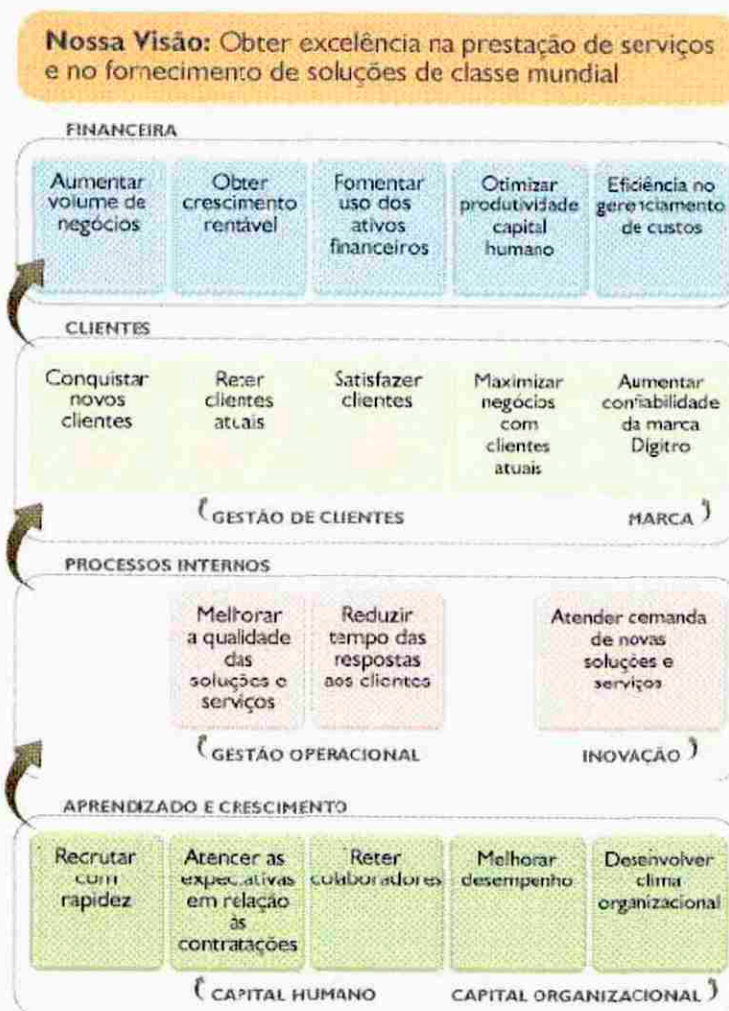 Nossa Visão: Obter excelência na prestação de serviços
e no fornecimento de soluções de classe mundial
FINANCEIRA
Aumentar
volume de
negócios
Obter
crescimento
rentável
Fomentar
uso dos
ativos
financeiros
Otimizar
produtividade
capital
humano
Eficiência no
gerenciamento
de custos
CLIENTES
Conquistar
novos
clientes
Reter
clientes
atuais
Satisfazer
clientes
Maximizar
negócios
com
clientes
atuais
Aumentar
confiabilidade
da marca
Dígitro
GESTÃO DE CLIENTES
MARCA
PROCESSOS INTERNOS
Melhorar
a qualidade
das
soluções e
serviços
Reduzir
tempo das
respostas
aos clientes
Atender demanda
de novas
soluções e
serviços
GESTÃO OPERACIONAL
INOVAÇÃO
APRENDIZADO E CRESCIMENTO
Recrutar
com
rapidez
Atender as
expectativas
em relação
às
contratações
Reter
colaboradores
Melhorar
desempenho
Desenvolver
clima
organizacional
CAPITAL HUMANO
CAPITAL ORGANIZACIONAL